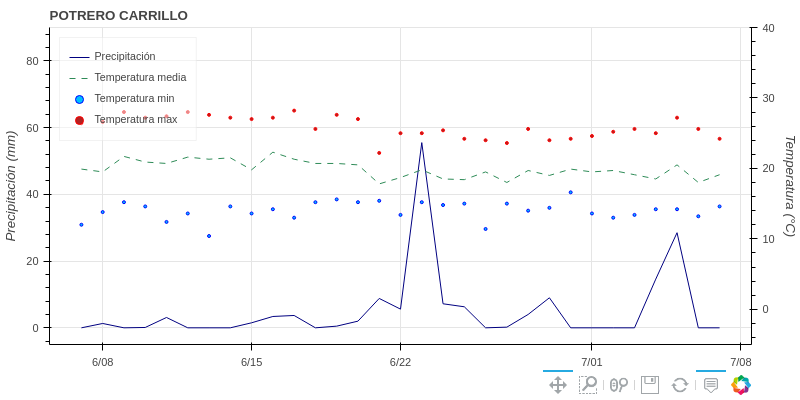 POTRERO CARRILLO
Precipitación
Temperatura media
Temperatura min
Temperatura max
Precipitación (mm)
80
60
40
20
0
Temperatura (°C)
40
30
20
10
0
6/08
6/15
6/22
7/01
7/08